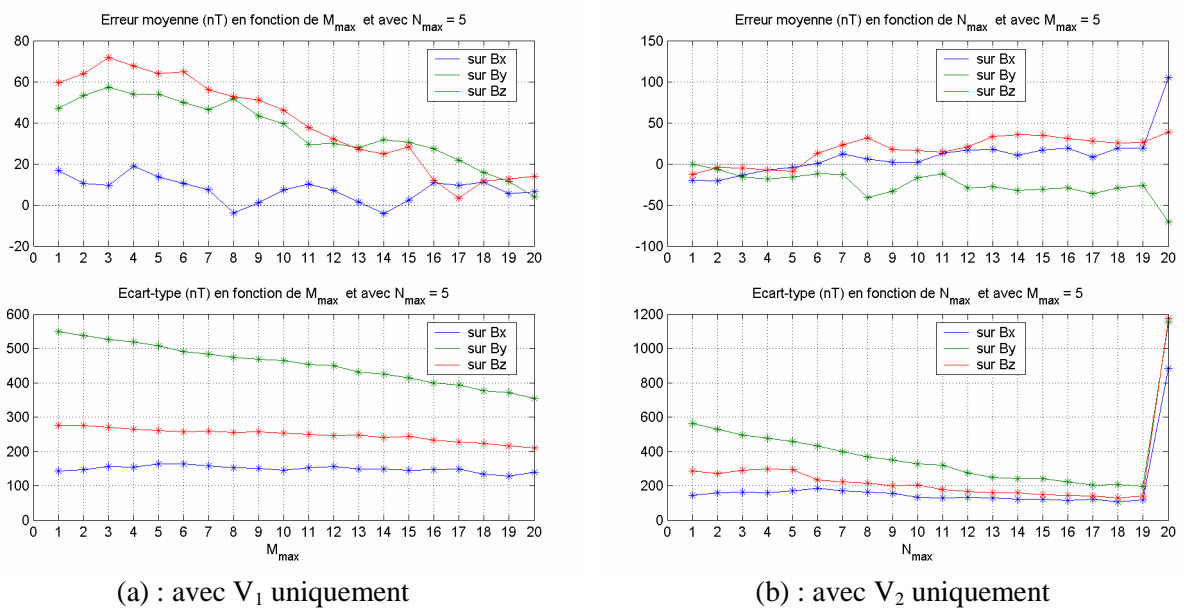 Erreur moyenne (nT) en fonction de Mmax et avec Nmax = 5
80
60
40
20
0
-20
sur Bx
sur By
sur Bz
0 1 2 3 4 5 6 7 8 9 10 11 12 13 14 15 16 17 18 19 20
Ecart-type (nT) en fonction de Mmax et avec Nmax = 5
600
500
400
300
200
100
0
sur Bx
sur By
sur Bz
0 1 2 3 4 5 6 7 8 9 10 11 12 13 14 15 16 17 18 19 20
Mmax
(a) : avec V1 uniquement
Erreur moyenne (nT) en fonction de Nmax et avec Mmax = 5
150
100
50
0
-50
-100
sur Bx
sur By
sur Bz
0 1 2 3 4 5 6 7 8 9 10 11 12 13 14 15 16 17 18 19 20
Ecart-type (nT) en fonction de Nmax et avec Mmax = 5
1200
1000
800
600
400
200
0
sur Bx
sur By
sur Bz
0 1 2 3 4 5 6 7 8 9 10 11 12 13 14 15 16 17 18 19 20
Nmax
(b) : avec V2 uniquement